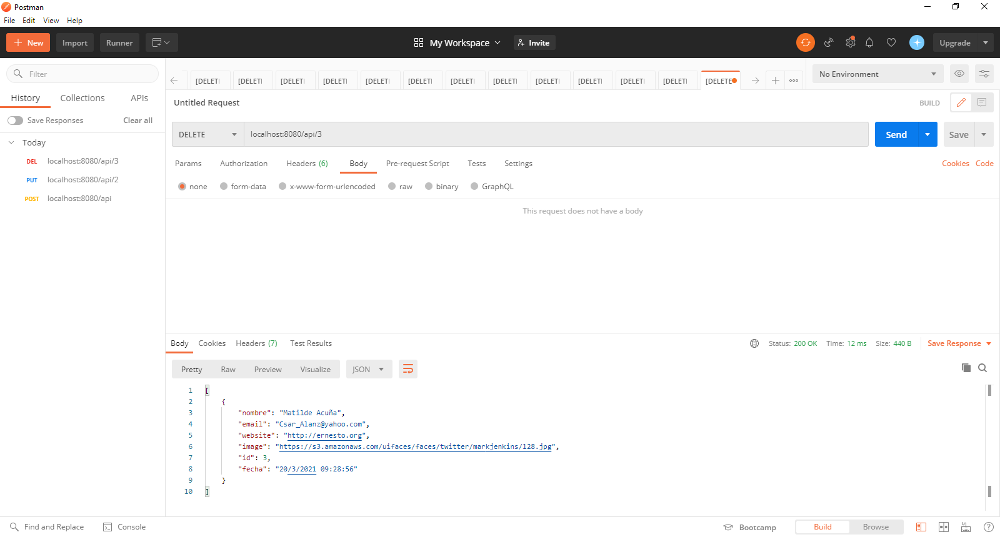 Postman
File Edit View Help
New Import Runner My Workspace Invite Upgrade
Filter
[DELETI [DELETI [DELETI [DELETI [DELETI [DELETI [DELETI [DELETI [DELETI [DELETI [DELETI [DELETI [DELETE No Environment
History Collections APIs
Untitled Request BUILD
Save Responses Clear all
DELETE localhost:8080/api/3 Send Save
Today
DEL localhost:8080/api/3
PUT localhost:8080/api/2
POST localhost:8080/api
Params Authorization Headers (6) Body Pre-request Script Tests Settings Cookies Code
none form-data x-www-form-urlencoded raw binary GraphQL
This request does not have a body
Body Cookies Headers (7) Test Results Status: 200 OK Time: 12 ms Size: 440 B Save Response
Pretty Raw Preview Visualize JSON
1 [
2 {
3 "nombre": "Matilde Acuña",
4 "email": "Csar_Alanz@yahoo.com",
5 "website": "http://ernesto.org",
6 "image": "https://s3.amazonaws.com/uifaces/faces/twitter/markjenkins/128.jpg",
7 "id": 3,
8 "fecha": "20/3/2021 09:28:56"
9 }
10 ]
Find and Replace Console Bootcamp Build Browse